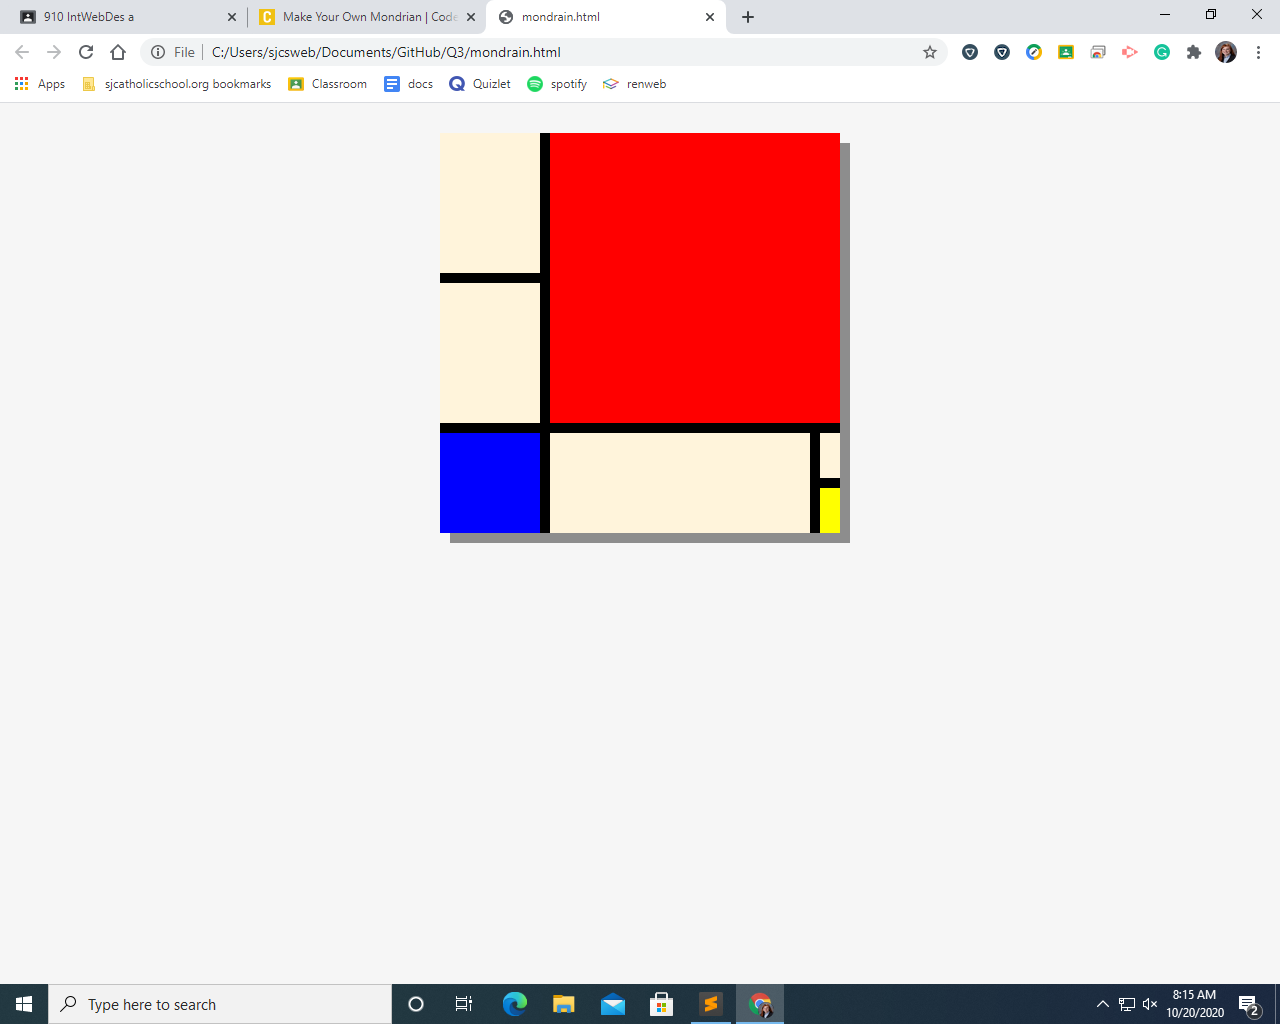 910 IntWebDes a
Make Your Own Mondrian | Code
mondrain.html
File
C:/Users/sjcsweb/Documents/GitHub/Q3/mondrain.html
Apps
sjcatholicschool.org bookmarks
Classroom
docs
Quizlet
spotify
renweb
Type here to search
8:15 AM
10/20/2020
2